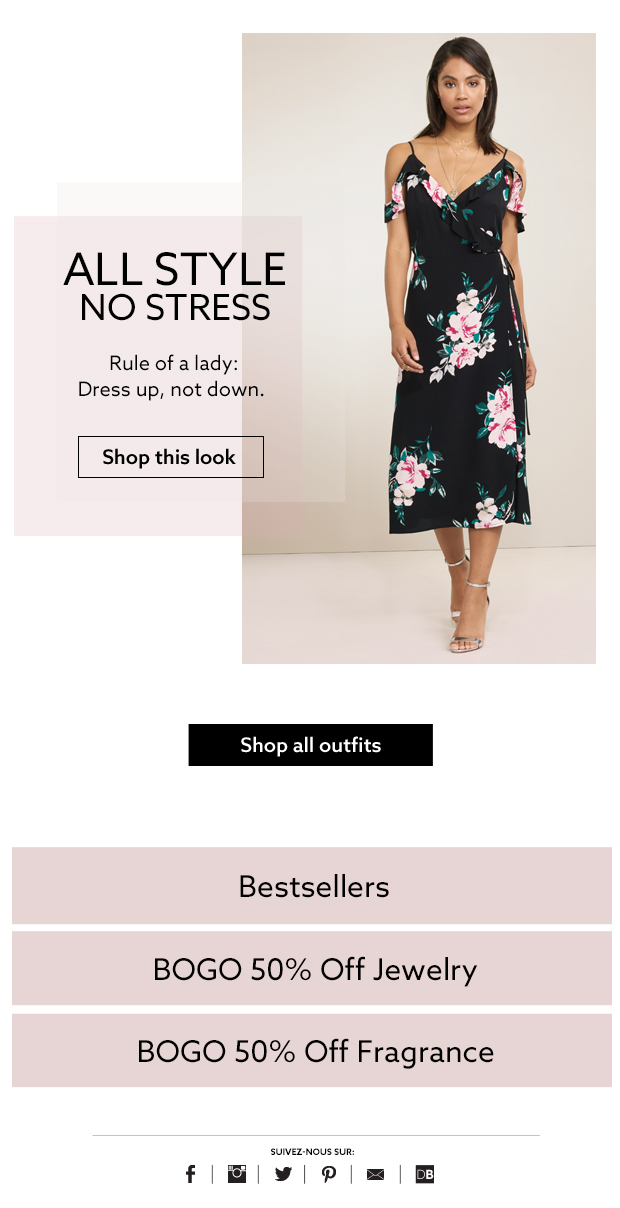 ALL STYLE
NO STRESS
Rule of a lady:
Dress up, not down.
Shop this look
Shop all outfits
Bestsellers
BOGO 50% Off Jewelry
BOGO 50% Off Fragrance
SUIVEZ-NOUS SUR:
DB